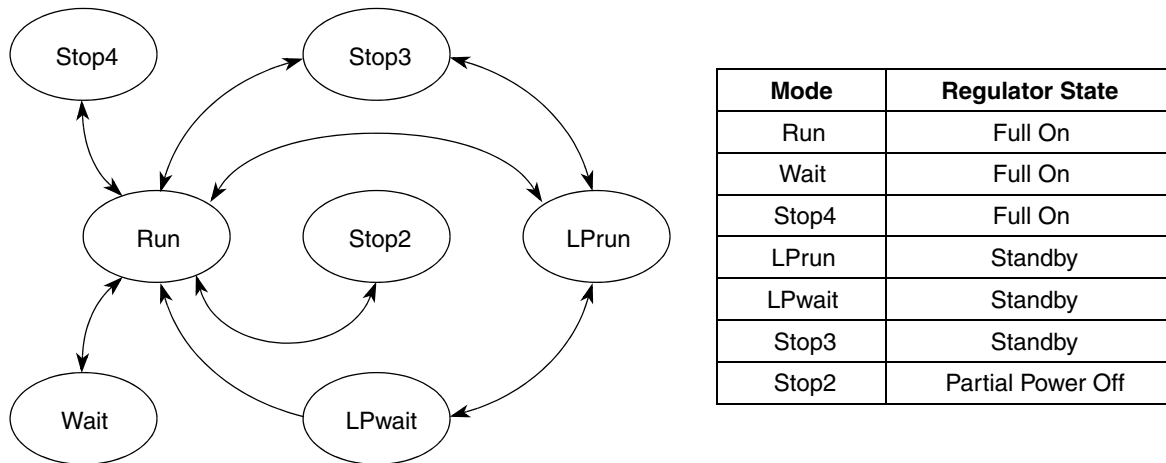 Stop4
Stop3
Run
Stop2
LPrun
Wait
LPwait
Mode Regulator State
Run Full On
Wait Full On
Stop4 Full On
LPrun Standby
LPwait Standby
Stop3 Standby
Stop2 Partial Power Off